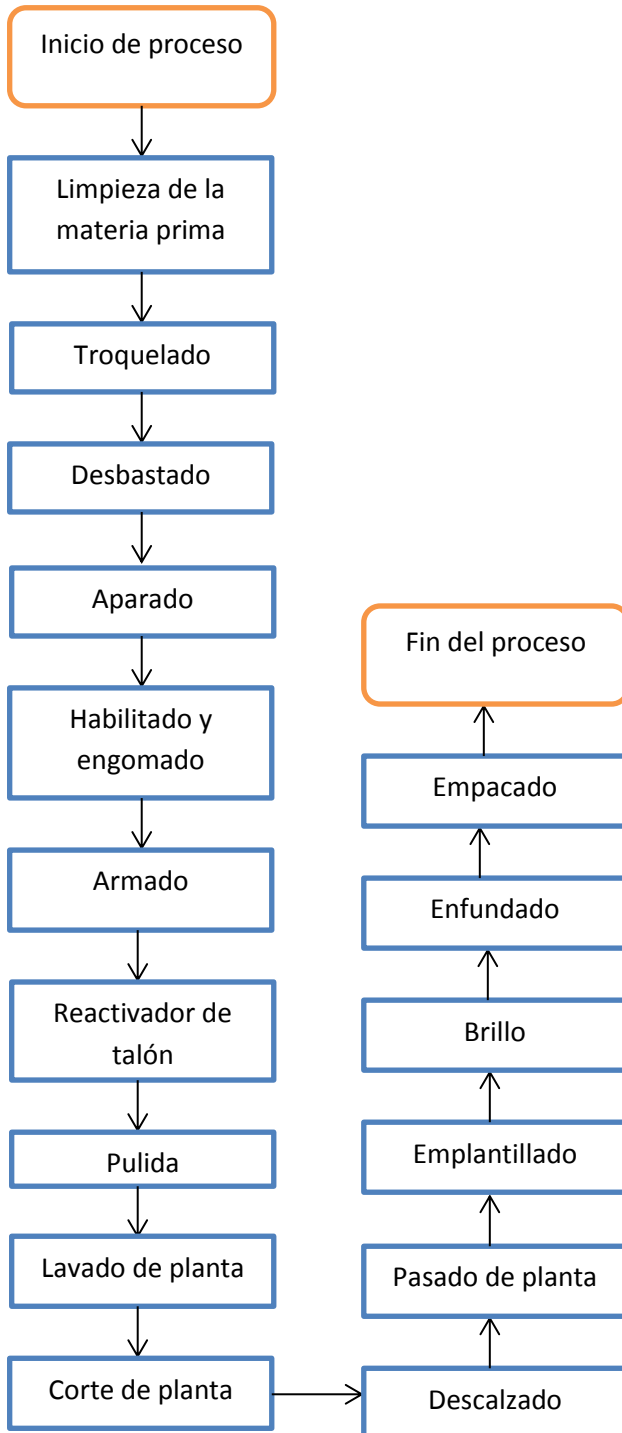 Inicio de proceso
Limpieza de la
materia prima
Troquelado
Desbastado
Aparado
Habilitado y
engomado
Armado
Reactivador de
talón
Pulida
Lavado de planta
Corte de planta
Descalzado
Pasado de planta
Emplantillado
Brillo
Enfundado
Empacado
Fin del proceso